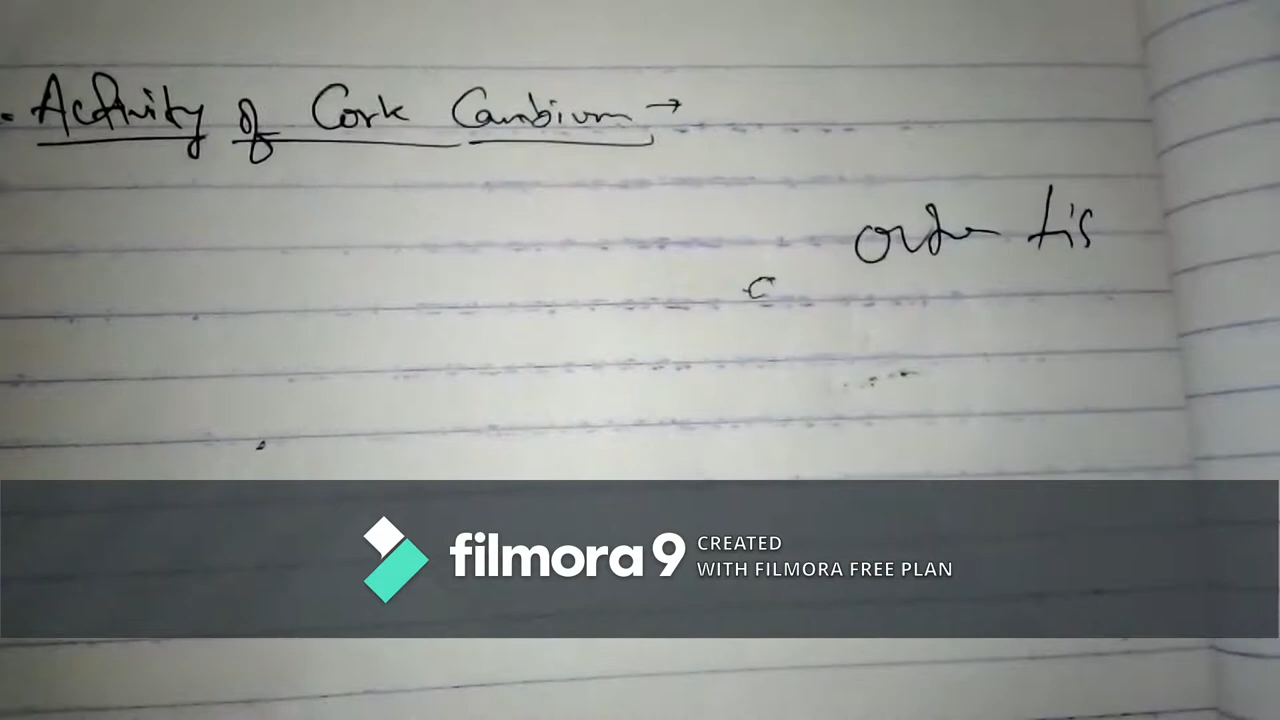 Activity of Cork Cambium →
outer tis
c
filmora 9 CREATED
WITH FILMORA FREE PLAN